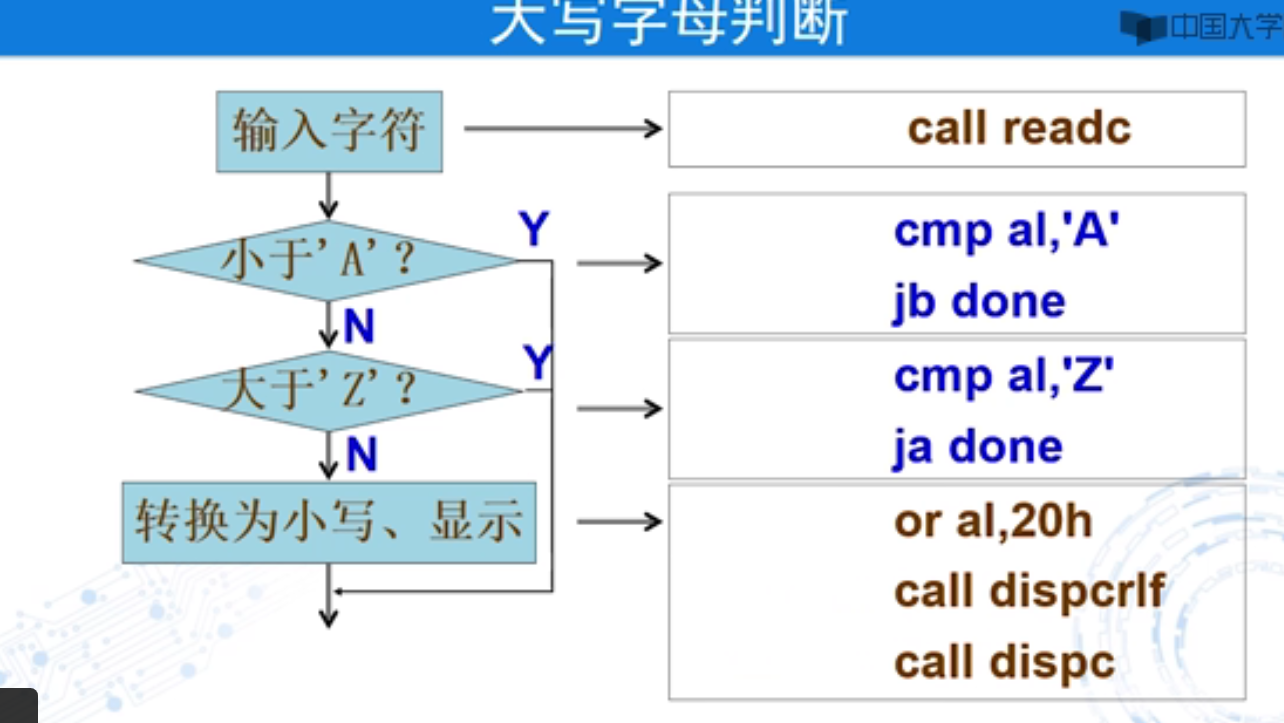 大写字母判断
中国大学
输入字符
call readc
小于'A'？
Y
cmp al,'A'
jb done
N
大于'Z'？
Y
cmp al,'Z'
ja done
N
转换为小写、显示
or al,20h
call dispcrlf
call dispc